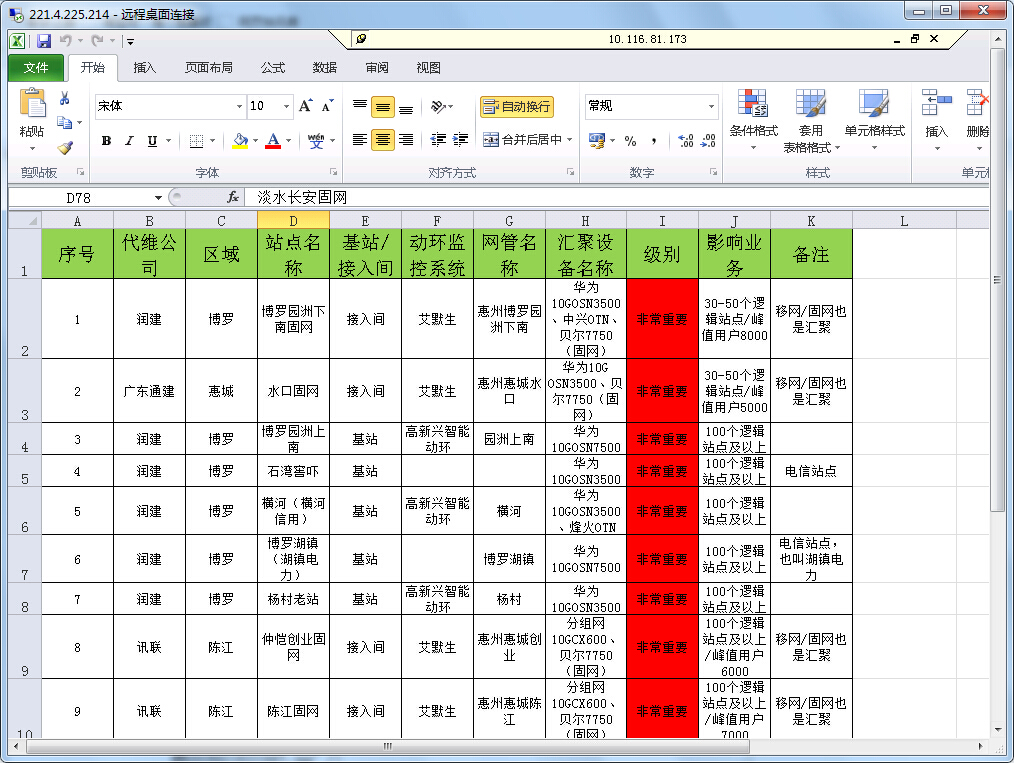 221.4.225.214 - 远程桌面连接
10.116.81.173
文件 开始 插入 页面布局 公式 数据 审阅 视图
宋体 10 A A 自动换行 常规
粘贴 B I U A wén 合并后居中 % , 条件格式 套用 表格格式 单元格样式 插入 删除
剪贴板 字体 对齐方式 数字 样式 单元
D78 fx 淡水长安固网
A B C D E F G H I J K L
1 序号 代维公司 区域 站点名称 基站/接入间 动环监控系统 网管名称 汇聚设备名称 级别 影响业务 备注
2 1 润建 博罗 博罗园洲下南固网 接入间 艾默生 惠州博罗园洲下南 华为10GOSN3500、中兴OTN、贝尔7750（固网） 非常重要 30-50个逻辑站点/峰值用户8000 移网/固网也是汇聚
3 2 广东通建 惠城 水口固网 接入间 艾默生 惠州惠城水口 华为10GOSN3500、贝尔7750（固网） 非常重要 30-50个逻辑站点/峰值用户5000 移网/固网也是汇聚
4 3 润建 博罗 博罗园洲上南 基站 高新兴智能动环 园洲上南 华为10GOSN7500 非常重要 100个逻辑站点及以上
5 4 润建 博罗 石湾窖吓 基站 华为10GOSN3500 非常重要 100个逻辑站点及以上 电信站点
6 5 润建 博罗 横河（横河信用） 基站 高新兴智能动环 横河 华为10GOSN3500、烽火OTN 非常重要 100个逻辑站点及以上
7 6 润建 博罗 博罗湖镇（湖镇电力） 基站 博罗湖镇 华为10GOSN7500 非常重要 100个逻辑站点及以上 电信站点，也叫湖镇电力
8 7 润建 博罗 杨村老站 基站 高新兴智能动环 杨村 华为10GOSN3500 非常重要 100个逻辑站点及以上
9 8 讯联 陈江 仲恺创业固网 接入间 艾默生 惠州惠城创业 分组网10GCX600、贝尔7750（固网） 非常重要 100个逻辑站点及以上/峰值用户6000 移网/固网也是汇聚
10 9 讯联 陈江 陈江固网 接入间 艾默生 惠州惠城陈江 分组网10GCX600、贝尔7750（固网） 非常重要 100个逻辑站点及以上/峰值用户7000 移网/固网也是汇聚